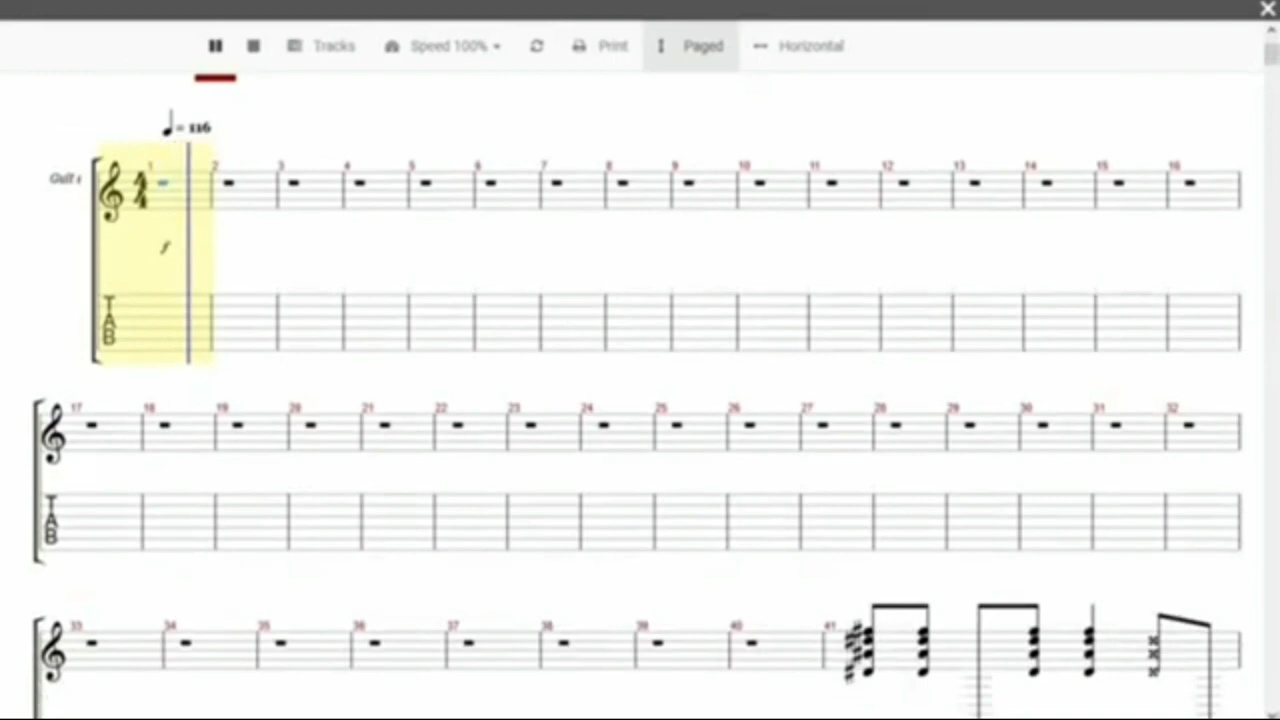 Tracks Speed 100% Print Paged Horizontal
= 116
1 2 3 4 5 6 7 8 9 10 11 12 13 14 15 16
4
4
f
T
A
B
17 18 19 20 21 22 23 24 25 26 27 28 29 30 31 32
T
A
B
33 34 35 36 37 38 39 40 41